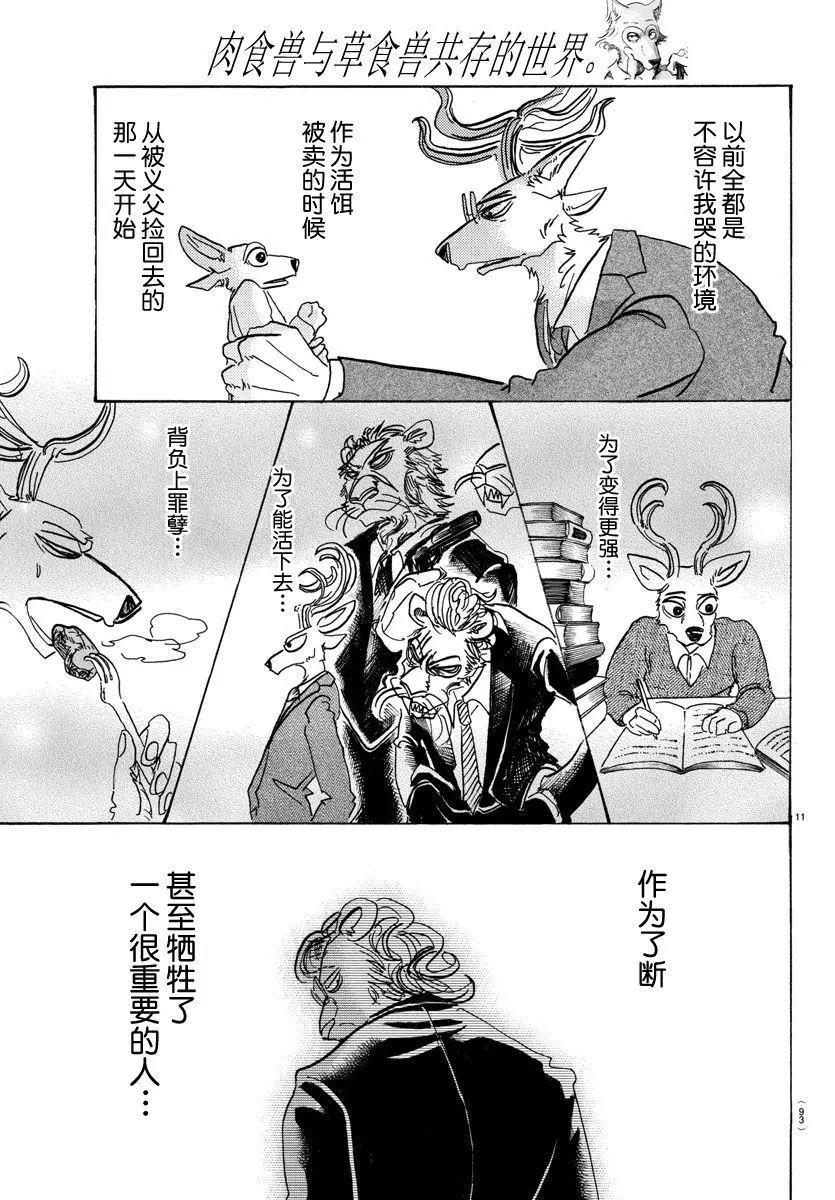 肉食兽与草食兽共存的世界。
以前全都是
不容许我哭的环境
作为活饵
被卖的时候
从被义父捡回去的
那一天开始
为了变得更强…
为了能活下去…
背负上罪孽…
11
作为了断
甚至牺牲了
一个很重要的人…
(93)